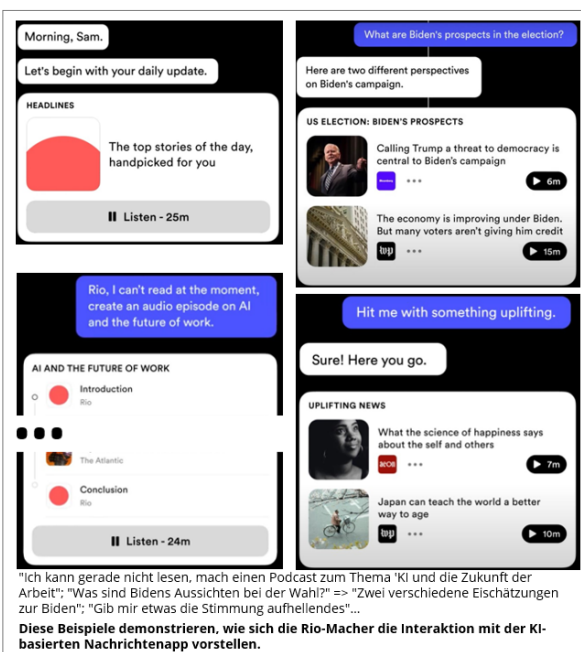 Morning, Sam.
Let's begin with your daily update.
HEADLINES
The top stories of the day,
handpicked for you
Listen - 25m
What are Biden's prospects in the election?
Here are two different perspectives
on Biden's campaign.
US ELECTION: BIDEN'S PROSPECTS
Calling Trump a threat to democracy is
central to Biden's campaign
6m
The economy is improving under Biden.
But many voters aren't giving him credit
wp
15m
Rio, I can't read at the moment,
create an audio episode on AI
and the future of work.
AI AND THE FUTURE OF WORK
Introduction
Rio
The Atlantic
Conclusion
Rio
Listen - 24m
Hit me with something uplifting.
Sure! Here you go.
UPLIFTING NEWS
What the science of happiness says
about the self and others
7m
Japan can teach the world a better
way to age
wp
10m
"Ich kann gerade nicht lesen, mach einen Podcast zum Thema 'KI und die Zukunft der
Arbeit"; "Was sind Bidens Aussichten bei der Wahl?" => "Zwei verschiedene Eischätzungen
zur Biden"; "Gib mir etwas die Stimmung aufhellendes"...
Diese Beispiele demonstrieren, wie sich die Rio-Macher die Interaktion mit der KI-
basierten Nachrichtenapp vorstellen.